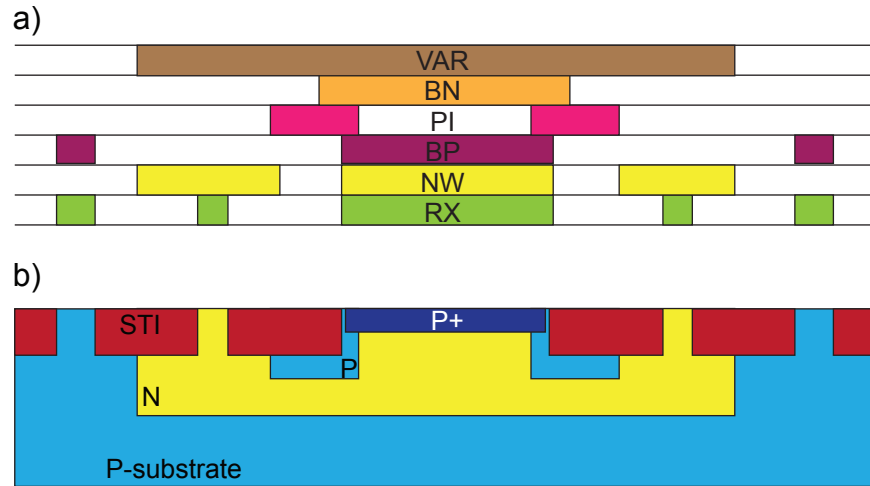 a)
VAR
BN
PI
BP
NW
RX
b)
STI
P+
P
N
P-substrate